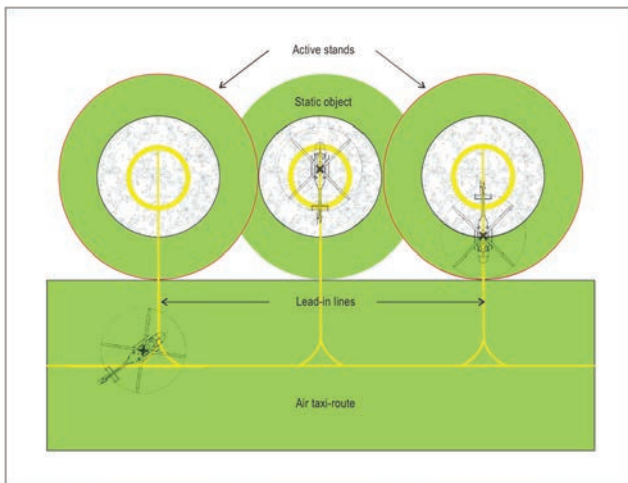 Active stands
Static object
Lead-in lines
Air taxi-route